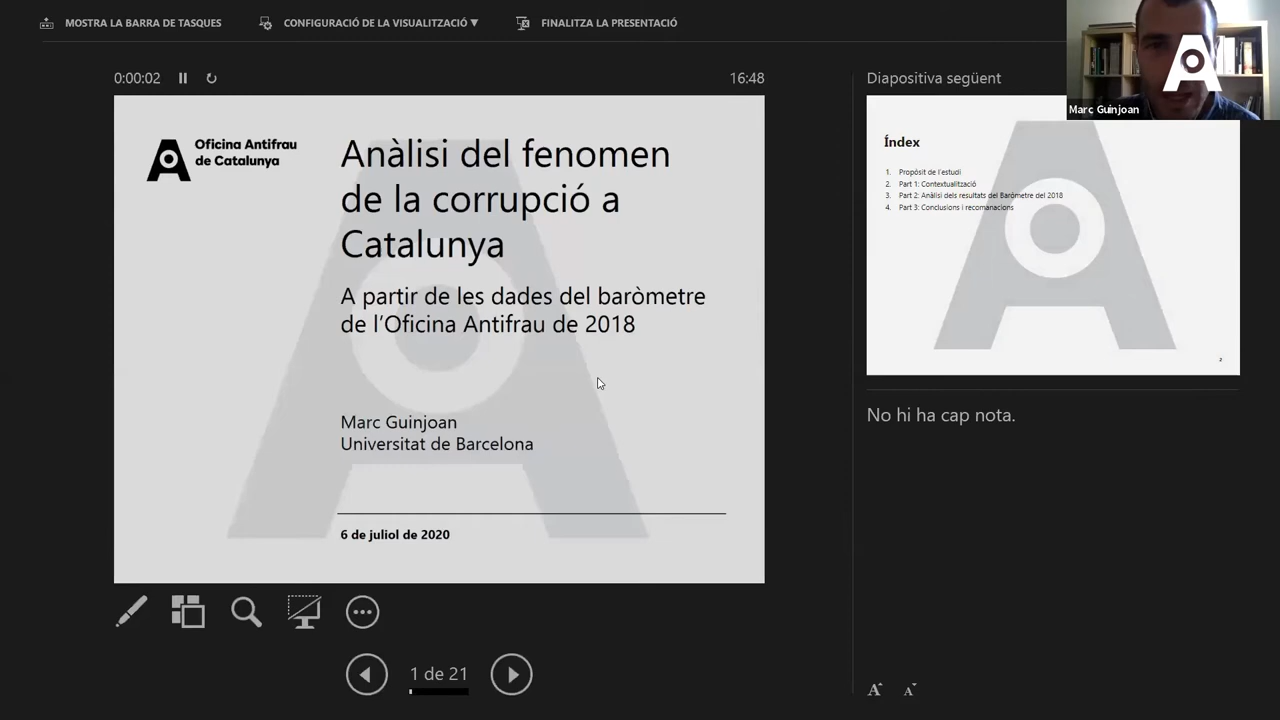 MOSTRA LA BARRA DE TASQUES
CONFIGURACIÓ DE LA VISUALITZACIÓ ▼
FINALITZA LA PRESENTACIÓ
0:00:02
16:48
Oficina Antifrau
de Catalunya
Anàlisi del fenomen
de la corrupció a
Catalunya
A partir de les dades del baròmetre
de l'Oficina Antifrau de 2018
Marc Guinjoan
Universitat de Barcelona
6 de juliol de 2020
1 de 21
Diapositiva següent
Marc Guinjoan
Índex
1. Propòsit de l'estudi
2. Part 1: Contextualització
3. Part 2: Anàlisi dels resultats del Baròmetre del 2018
4. Part 3: Conclusions i recomanacions
2
No hi ha cap nota.
A A